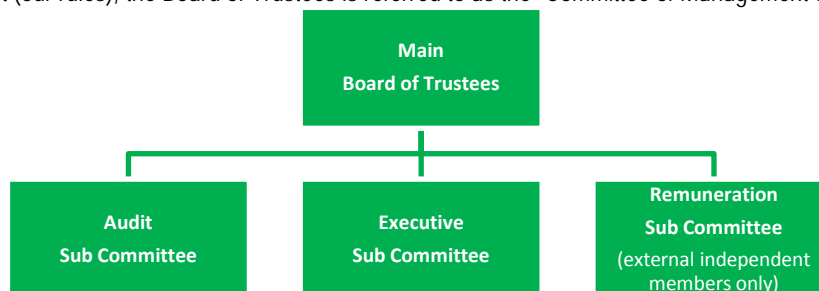 (our rules), the Board of Trustees is referred to as the "Committee of Management
Main
Board of Trustees
Audit
Sub Committee
Executive
Sub Committee
Remuneration
Sub Committee
(external independent
members only)